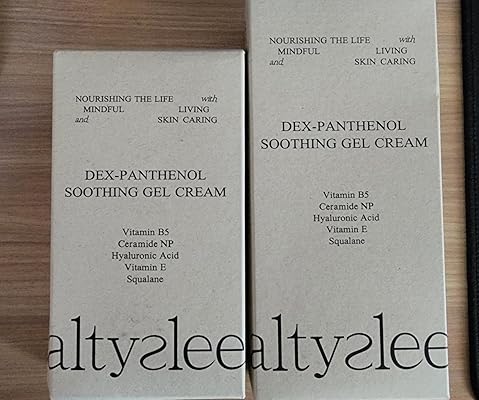 NOURISHING THE LIFE with
MINDFUL LIVING
and SKIN CARING
DEX-PANTHENOL
SOOTHING GEL CREAM
Vitamin B5
Ceramide NP
Hyaluronic Acid
Vitamin E
Squalane
altyslee
NOURISHING THE LIFE with
MINDFUL LIVING
and SKIN CARING
DEX-PANTHENOL
SOOTHING GEL CREAM
Vitamin B5
Ceramide NP
Hyaluronic Acid
Vitamin E
Squalane
altyslee